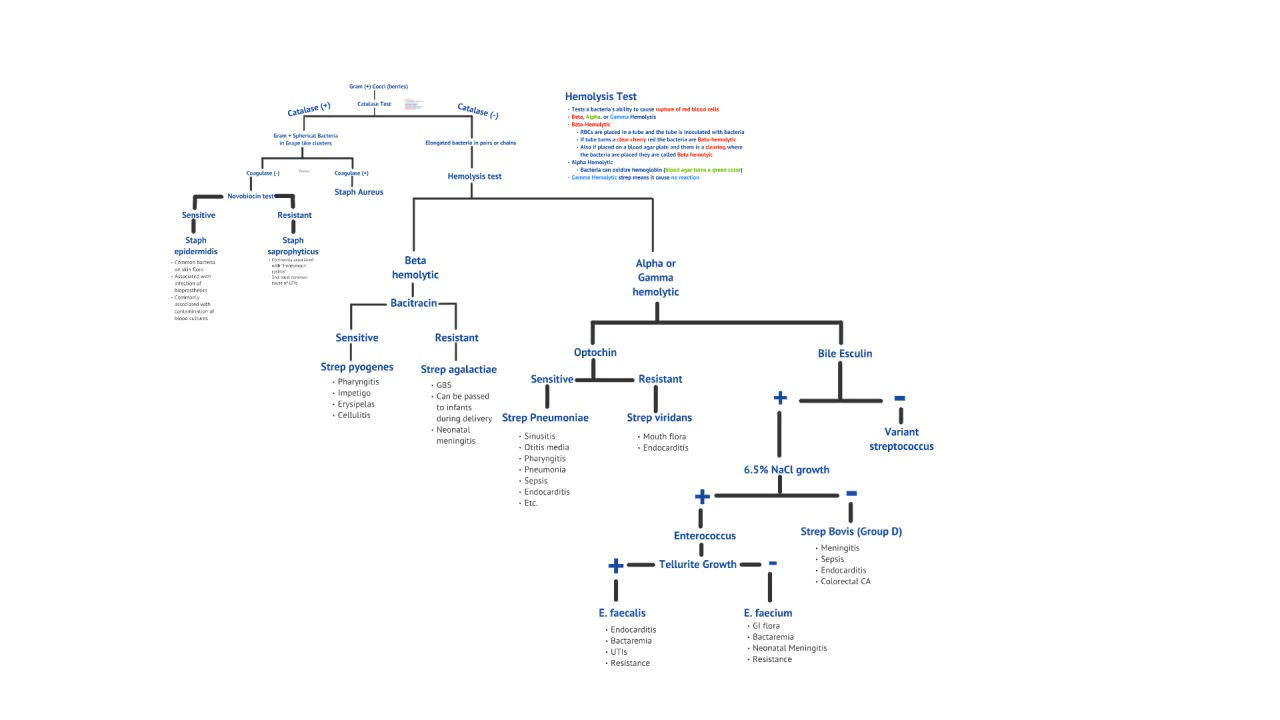 Gram (+) Cocci (berries)
Catalase Test
Catalase (+)
Catalase (-)
Gram + Spherical Bacteria
in Grape like clusters
Elongated bacteria in pairs or chains
Coagulase (-)
Coagulase (+)
Staph Aureus
Novobiocin test
Sensitive
Resistant
Staph
epidermidis
· Common bacteria
on skin flora
· Associated with
infection of
bioprosthetics
· Commonly
associated with
contamination of
blood cultures
Staph
saprophyticus
· Commonly associated
with "Honeymoon
cystitis"
2nd most common
cause of UTIs
Hemolysis test
Hemolysis Test
· Tests a bacteria's ability to cause rupture of red blood cells
· Beta, Alpha, or Gamma Hemolysis
· Beta-Hemolytic
· RBCs are placed in a tube and the tube is inoculated with bacteria
· If tube turns a clear cherry red the bacteria are Beta-hemolytic
· Also if placed on a blood agar plate and there is a clearing where
the bacteria are placed they are called Beta hemolyic
· Alpha Hemolytic
· Bacteria can oxidize hemoglobin (blood agar turns a green color)
· Gamma Hemolytic strep means it cause no reaction
Beta
hemolytic
Bacitracin
Sensitive
Resistant
Strep pyogenes
· Pharyngitis
· Impetigo
· Erysipelas
· Cellulitis
Strep agalactiae
· GBS
· Can be passed
to infants
during delivery
· Neonatal
meningitis
Alpha or
Gamma
hemolytic
Optochin
Sensitive
Resistant
Strep Pneumoniae
· Sinusitis
· Otitis media
· Pharyngitis
· Pneumonia
· Sepsis
· Endocarditis
· Etc.
Strep viridans
· Mouth flora
· Endocarditis
Bile Esculin
+
-
Variant
streptococcus
6.5% NaCl growth
+
-
Enterococcus
Strep Bovis (Group D)
· Meningitis
· Sepsis
· Endocarditis
· Colorectal CA
+
Tellurite Growth
-
E. faecalis
· Endocarditis
· Bactaremia
· UTIs
· Resistance
E. faecium
· GI flora
· Bactaremia
· Neonatal Meningitis
· Resistance